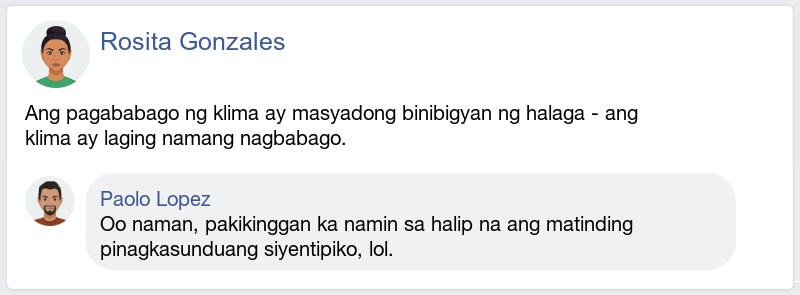 Rosita Gonzales
Ang pagababago ng klima ay masyadong binibigyan ng halaga - ang
klima ay laging namang nagbabago.
Paolo Lopez
Oo naman, pakikinggan ka namin sa halip na ang matinding
pinagkasunduang siyentipiko, lol.